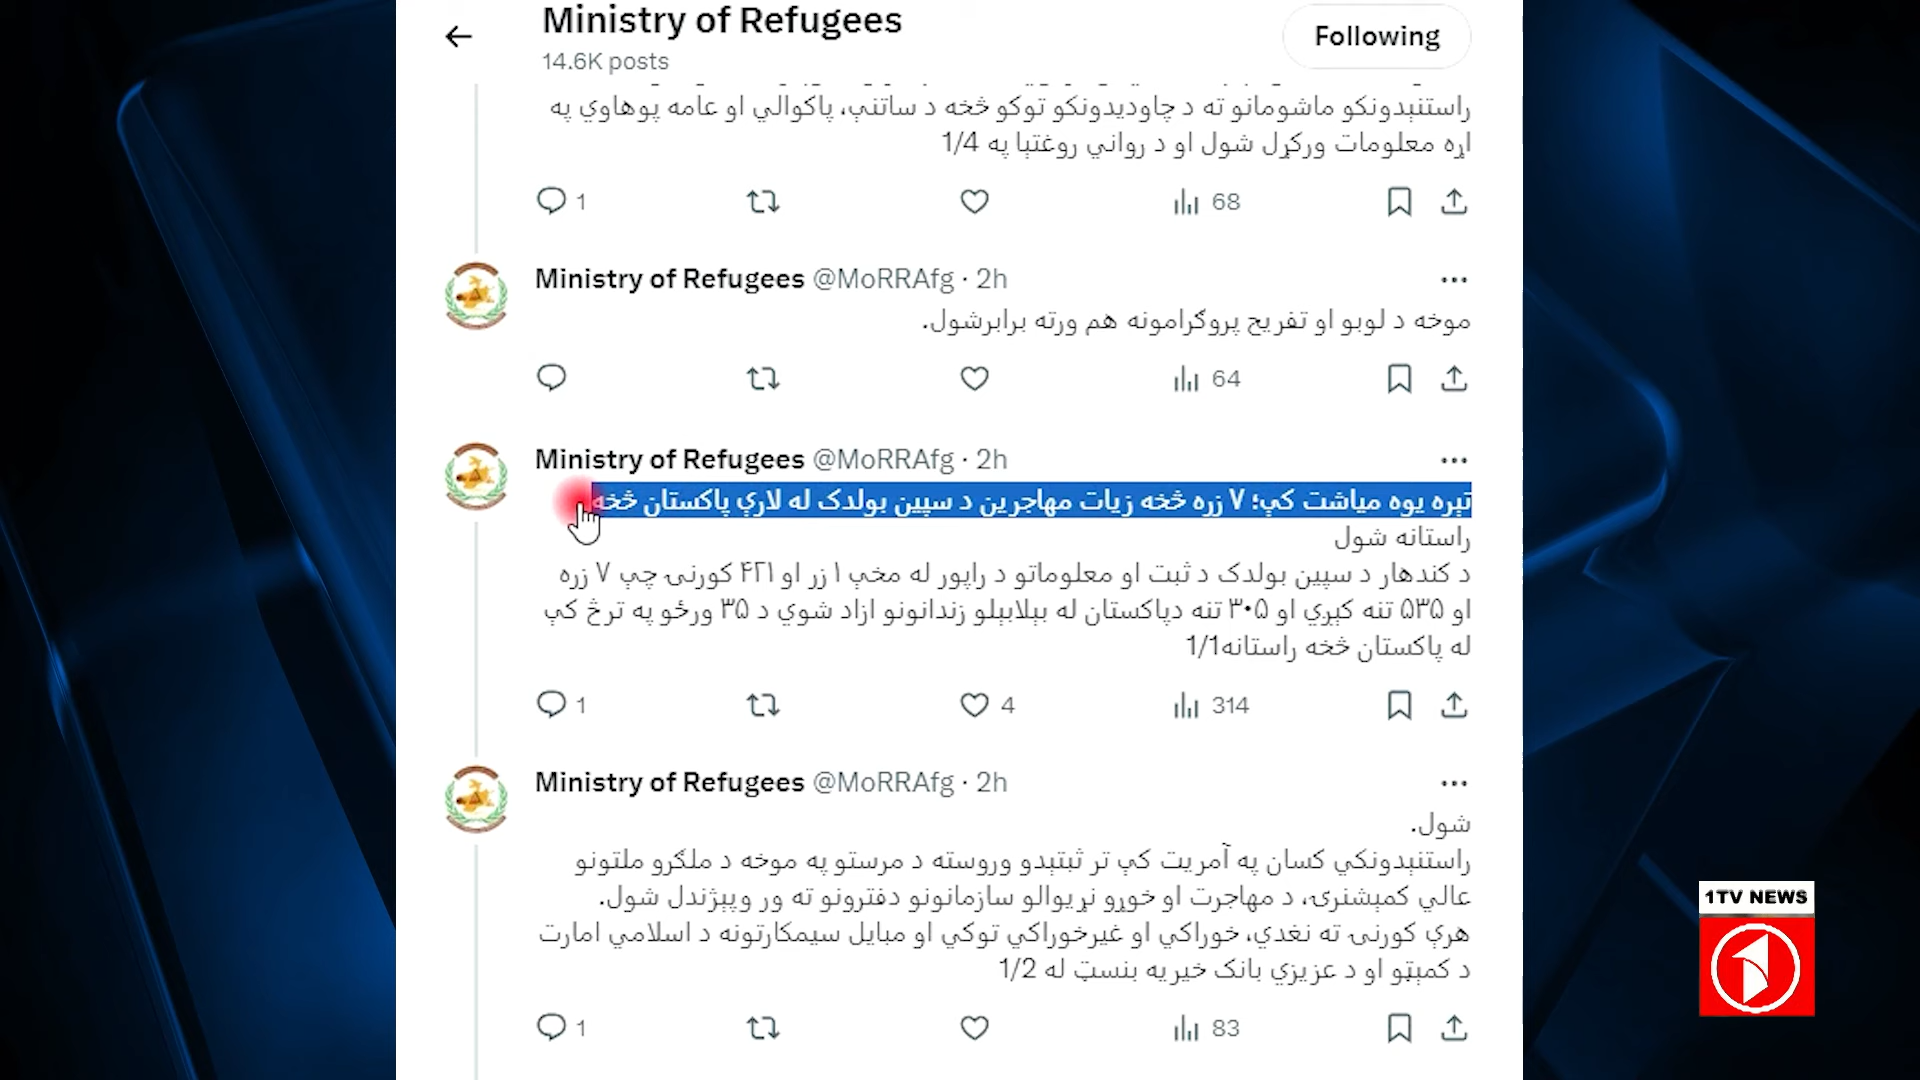 Ministry of Refugees
14.6K posts
Following
راستنېدونکو ماشومانو ته د چاودیدونکو توکو څخه د ساتنې، پاکوالي او عامه پوهاوي په
اړه معلومات ورکړل شول او د رواني روغتیا په 1/4
1
68
Ministry of Refugees @MoRRAfg · 2h
موخه د لوبو او تفریح پروګرامونه هم ورته برابرشول.
64
Ministry of Refugees @MoRRAfg · 2h
تېره یوه میاشت کې؛ ۷ زره څخه زیات مهاجرین د سپین بولدک له لارې پاکستان څخه
راستانه شول
د کندهار د سپین بولدک د ثبت او معلوماتو د راپور له مخې ۱ زر او ۴۲۱ کورنۍ چې ۷ زره
او ۵۳۵ تنه کېږي او ۳۰۵ تنه دپاکستان له بېلابېلو زندانونو ازاد شوي د ۳۵ ورځو په ترڅ کې
له پاکستان څخه راستانه1/1
1
4
314
Ministry of Refugees @MoRRAfg · 2h
شول.
راستنېدونکي کسان په آمریت کې تر ثبتېدو وروسته د مرستو په موخه د ملګرو ملتونو
عالي کمېشنرۍ، د مهاجرت او خوړو نړیوالو سازمانونو دفترونو ته ور وپېژندل شول.
هرې کورنۍ ته نغدي، خوراکي او غیرخوراکي توکي او مبایل سیمکارتونه د اسلامي امارت
د کمېټو او د عزیزي بانک خیریه بنسټ له 1/2
1
83
1TV NEWS